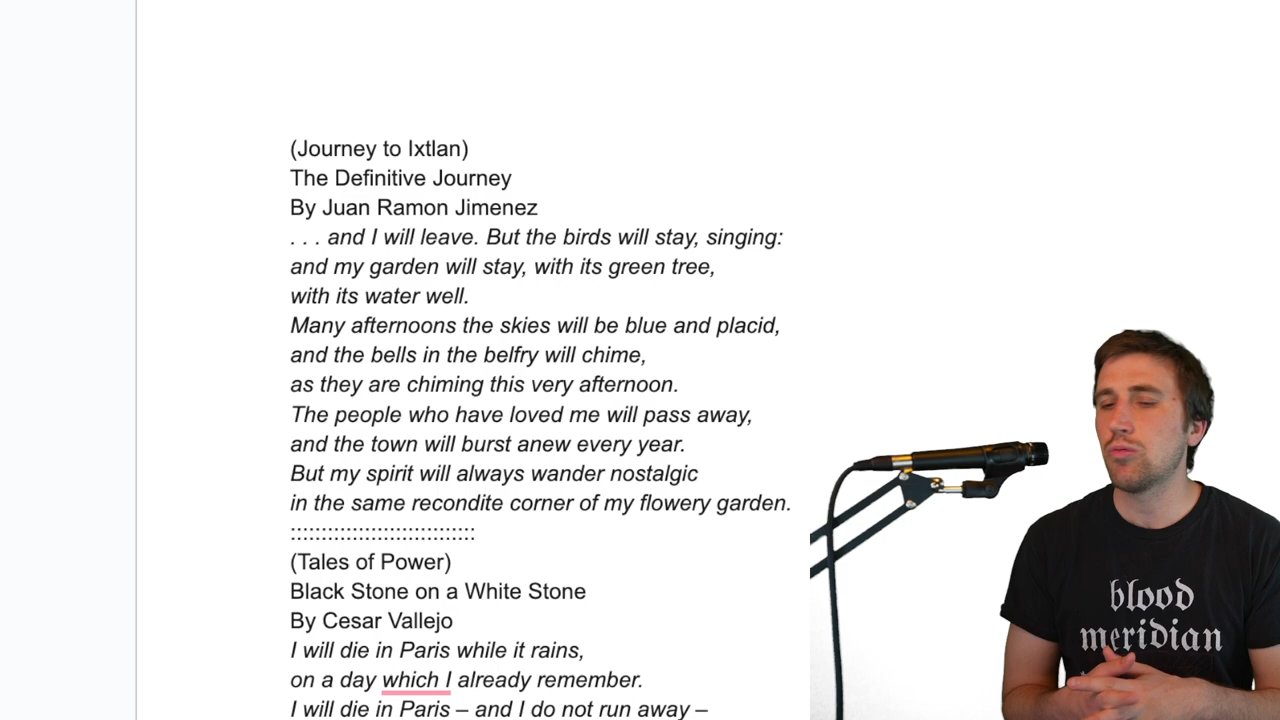 (Journey to Ixtlan)
The Definitive Journey
By Juan Ramon Jimenez
. . . and I will leave. But the birds will stay, singing:
and my garden will stay, with its green tree,
with its water well.
Many afternoons the skies will be blue and placid,
and the bells in the belfry will chime,
as they are chiming this very afternoon.
The people who have loved me will pass away,
and the town will burst anew every year.
But my spirit will always wander nostalgic
in the same recondite corner of my flowery garden.
::::::::::::::::::::::::::::::
(Tales of Power)
Black Stone on a White Stone
By Cesar Vallejo
I will die in Paris while it rains,
on a day which I already remember.
I will die in Paris – and I do not run away –
blood
meridian